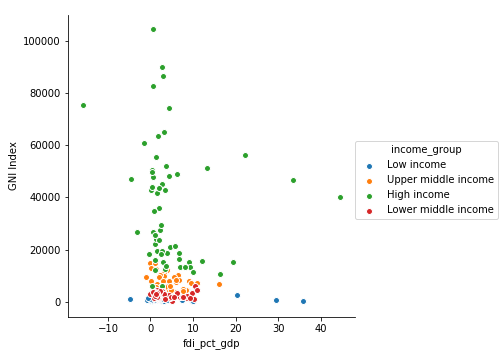 100000
80000
60000
40000
20000
0
GNI Index
−10
0
10
20
30
40
fdi_pct_gdp
income_group
Low income
Upper middle income
High income
Lower middle income